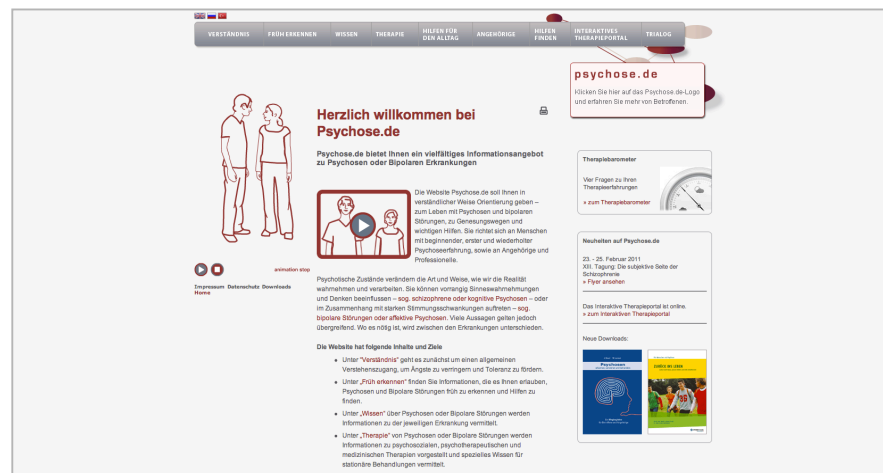 VERSTÄNDNIS
FRÜH ERKENNEN
WISSEN
THERAPIE
HILFEN FÜR
DEN ALLTAG
ANGEHÖRIGE
HILFEN
FINDEN
INTERAKTIVES
THERAPIEPORTAL
TRIALOG
psychose.de
Klicken Sie hier auf das Psychose.de-Logo
und erfahren Sie mehr von Betroffenen.
Herzlich willkommen bei
Psychose.de
Psychose.de bietet Ihnen ein vielfältiges Informationsangebot
zu Psychosen oder Bipolaren Erkrankungen
Die Website Psychose.de soll Ihnen in
verständlicher Weise Orientierung geben –
zum Leben mit Psychosen und bipolaren
Störungen, zu Genesungswegen und
wichtigen Hilfen. Sie richtet sich an Menschen
mit beginnender, erster und wiederholter
Psychoseerfahrung, sowie an Angehörige und
Professionelle.
animation stop
Impressum Datenschutz Downloads
Home
Psychotische Zustände verändern die Art und Weise, wie wir die Realität
wahrnehmen und verarbeiten. Sie können vorrangig Sinneswahrnehmungen
und Denken beeinflussen – sog. schizophrene oder kognitive Psychosen – oder
im Zusammenhang mit starken Stimmungsschwankungen auftreten – sog.
bipolare Störungen oder affektive Psychosen. Viele Aussagen gelten jedoch
übergreifend. Wo es nötig ist, wird zwischen den Erkrankungen unterschieden.
Die Website hat folgende Inhalte und Ziele
Unter "Verständnis" geht es zunächst um einen allgemeinen
Verstehenszugang, um Ängste zu verringern und Toleranz zu fördern.
Unter „Früh erkennen" finden Sie Informationen, die es Ihnen erlauben,
Psychosen und Bipolare Störungen früh zu erkennen und Hilfen zu
finden.
Unter „Wissen" über Psychosen oder Bipolare Störungen werden
Informationen zu der jeweiligen Erkrankung vermittelt.
Unter „Therapie" von Psychosen oder Bipolare Störungen werden
Informationen zu psychosozialen, psychotherapeutischen und
medizinischen Therapien vorgestellt und spezielles Wissen für
stationäre Behandlungen vermittelt.
Therapiebarometer
Vier Fragen zu Ihren
Therapieerfahrungen
» zum Therapiebarometer
Neuheiten auf Psychose.de
23. - 25. Februar 2011
XIII. Tagung: Die subjektive Seite der
Schizophrenie
» Flyer ansehen
Das Interaktive Therapieportal ist online.
» zum Interaktiven Therapieportal
Neue Downloads:
Psychosen
ZURÜCK INS LEBEN